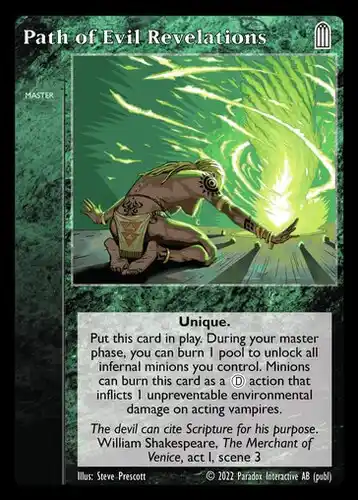 Path of Evil Revelations
MASTER
Unique.
Put this card in play. During your master
phase, you can burn 1 pool to unlock all
infernal minions you control. Minions
can burn this card as a Ⓓ action that
inflicts 1 unpreventable environmental
damage on acting vampires.
The devil can cite Scripture for his purpose.
William Shakespeare, The Merchant of
Venice, act I, scene 3
Illus: Steve Prescott
© 2022 Paradox Interactive AB (publ)